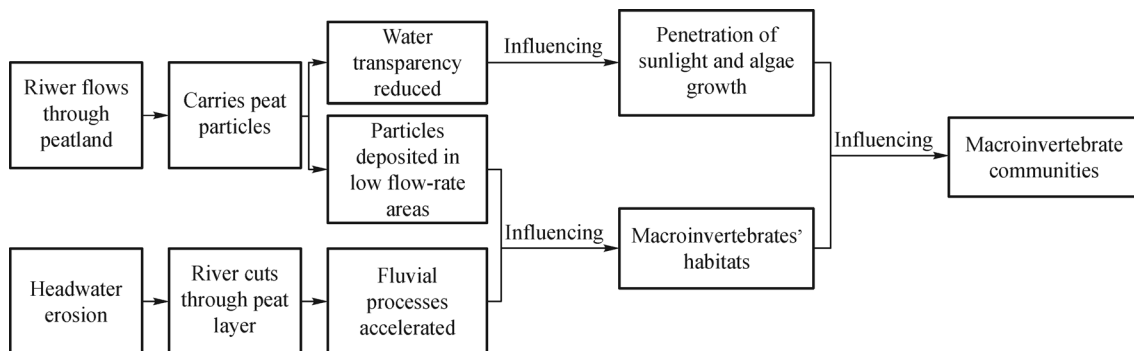 Riwer flows
through
peatland
Carries peat
particles
Water
transparency
reduced
Influencing
Penetration of
sunlight and algae
growth
Particles
deposited in
low flow-rate
areas
Influencing
Macroinvertebrate
communities
Headwater
erosion
River cuts
through peat
layer
Fluvial
processes
accelerated
Influencing
Macroinvertebrates’
habitats